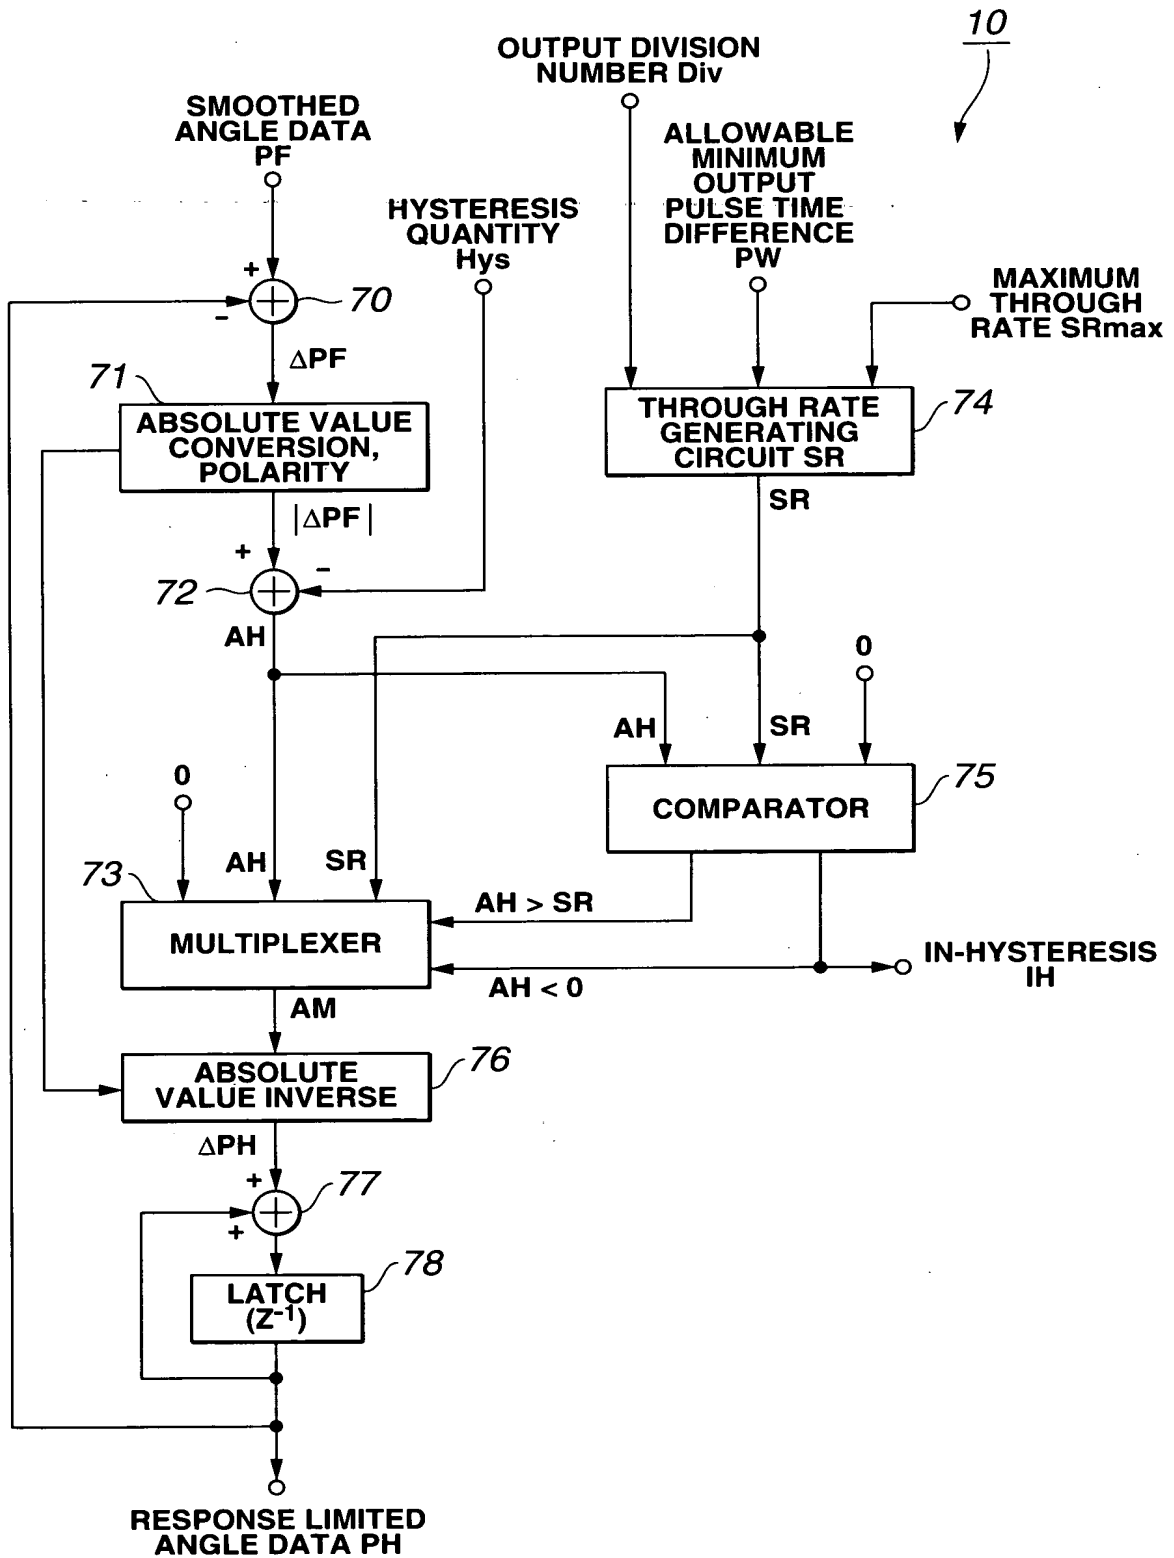 10
OUTPUT DIVISION
NUMBER Div
SMOOTHED
ANGLE DATA
PF
ALLOWABLE
MINIMUM
OUTPUT
PULSE TIME
DIFFERENCE
PW
HYSTERESIS
QUANTITY
Hys
MAXIMUM
THROUGH
RATE SRmax
+
−
70
ΔPF
71
ABSOLUTE VALUE
CONVERSION,
POLARITY
THROUGH RATE
GENERATING
CIRCUIT SR
74
|ΔPF|
SR
+
−
72
AH
0
AH
SR
0
COMPARATOR
75
AH
SR
73
MULTIPLEXER
AH > SR
AH < 0
IN-HYSTERESIS
IH
AM
ABSOLUTE
VALUE INVERSE
76
ΔPH
+
+
77
LATCH
(Z-1)
78
RESPONSE LIMITED
ANGLE DATA PH